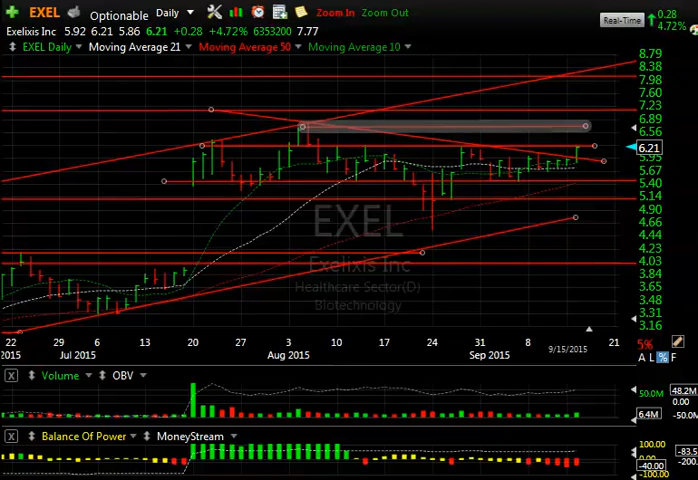 EXEL Optionable Daily Zoom In Zoom Out Real-Time 0.28 4.72%
Exelixis Inc 5.92 6.21 5.86 6.21 -0.28 +4.72% 6353200 7.77
EXEL Daily Moving Average 21 Moving Average 50 Moving Average 10
8.79
8.38
7.98
7.60
7.23
6.89
6.56
6.21
5.95
5.67
5.40
5.14
4.90
4.66
4.44
4.23
4.03
3.84
3.65
3.48
3.31
3.16
EXEL
Exelixis Inc
Healthcare Sector(D)
Biotechnology
22 29 6 13 20 27 10 17 24 31 8 9/15/2015 21
2015 Jul 2015 Aug 2015 Sep 2015
5%
A L % F
X Volume OBV
50.0M 48.2M
0.00
6.4M -50.0M
X Balance Of Power MoneyStream
100.00 -83.5
-40.00 -200.
-100.00